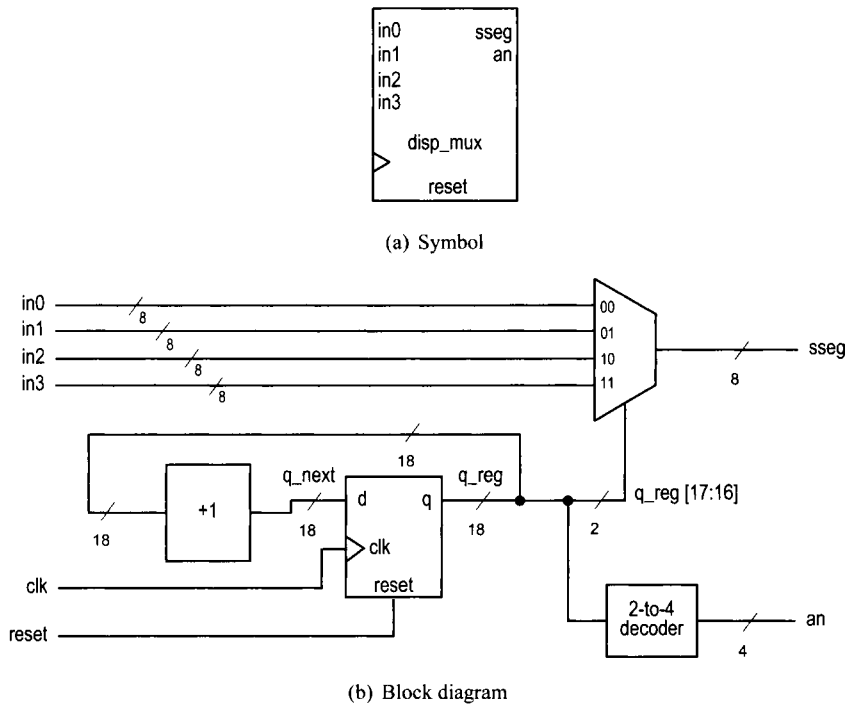 in0 sseg
in1 an
in2
in3
disp_mux
reset
(a) Symbol
in0 8 00
in1 8 01 sseg
in2 8 10 8
in3 8 11
18
q_next q_reg q_reg [17:16]
18 +1 18 d q 18 2
clk
clk
reset
2-to-4
decoder an
4
reset
(b) Block diagram